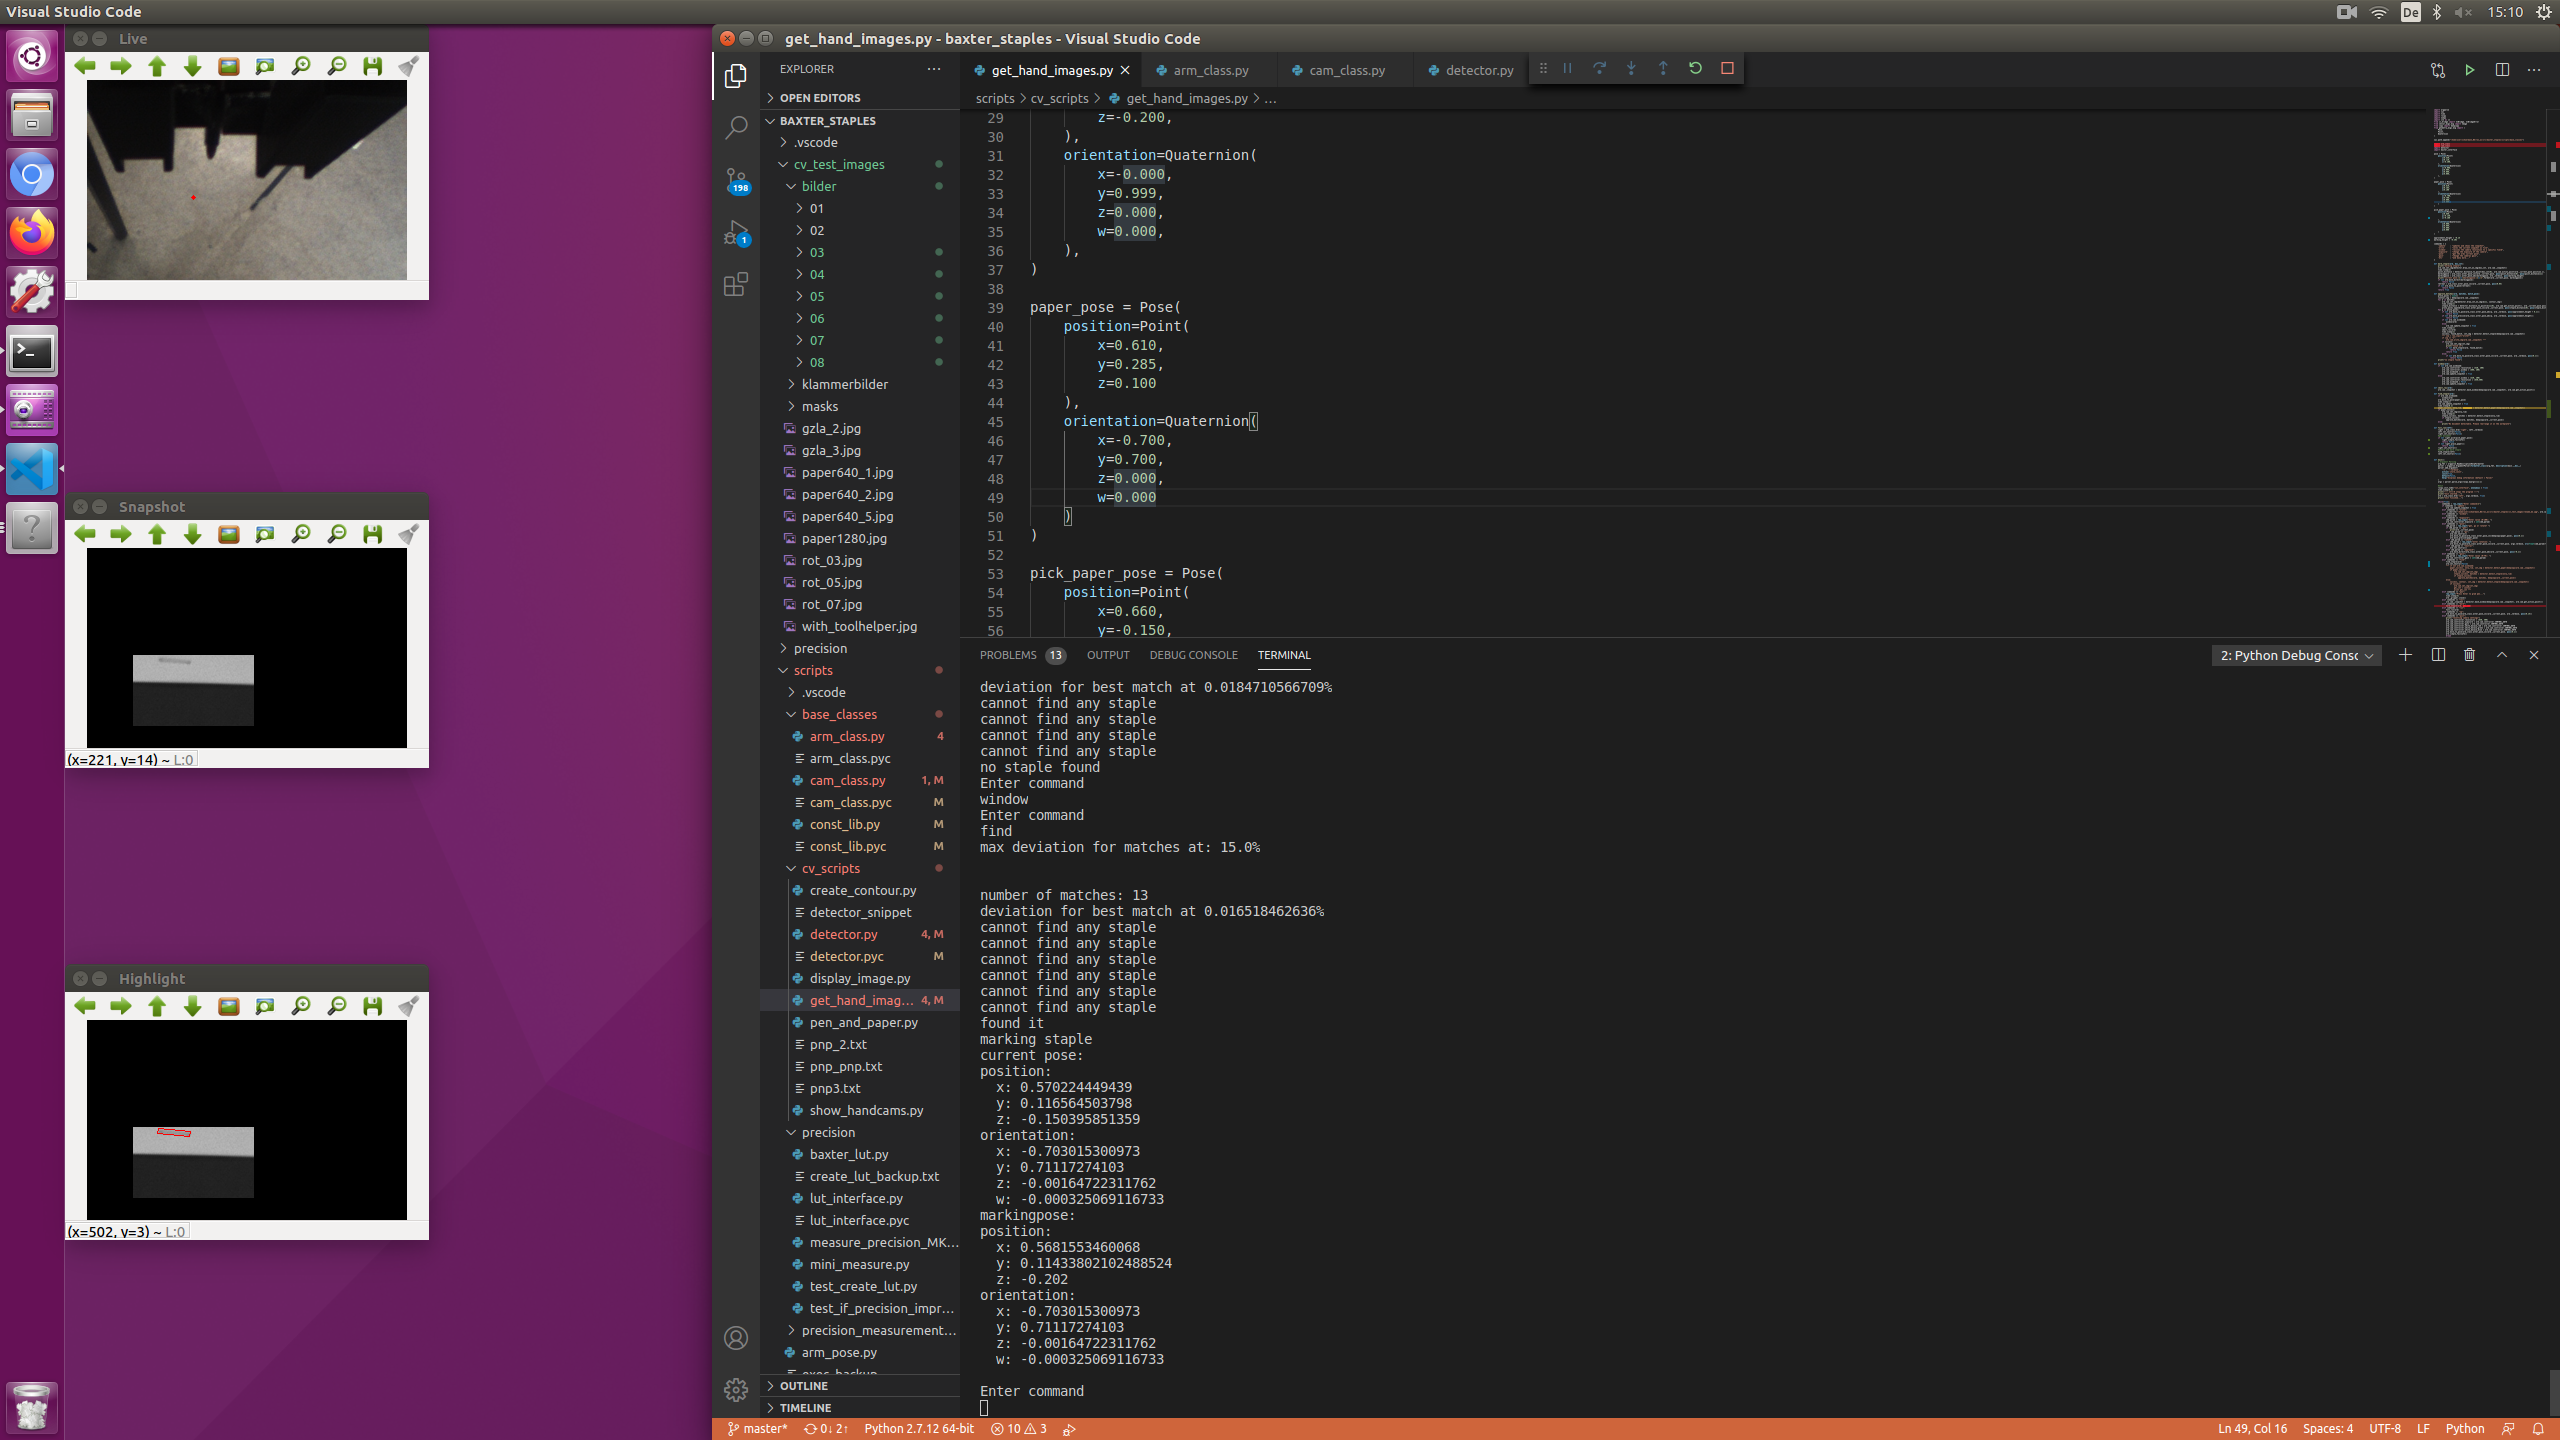 Visual Studio Code
De
15:10
Live
Snapshot
(x=221, y=14) ~ L:0
Highlight
(x=502, y=3) ~ L:0
get_hand_images.py - baxter_staples - Visual Studio Code
EXPLORER
OPEN EDITORS
BAXTER_STAPLES
.vscode
cv_test_images
bilder
01
02
03
04
05
06
07
08
klammerbilder
masks
gzla_2.jpg
gzla_3.jpg
paper640_1.jpg
paper640_2.jpg
paper640_5.jpg
paper1280.jpg
rot_03.jpg
rot_05.jpg
rot_07.jpg
with_toolhelper.jpg
precision
scripts
.vscode
base_classes
arm_class.py 4
arm_class.pyc
cam_class.py 1, M
cam_class.pyc M
const_lib.py M
const_lib.pyc M
cv_scripts
create_contour.py
detector_snippet
detector.py 4, M
detector.pyc M
display_image.py
get_hand_imag... 4, M
pen_and_paper.py
pnp_2.txt
pnp_pnp.txt
pnp3.txt
show_handcams.py
precision
baxter_lut.py
create_lut_backup.txt
lut_interface.py
lut_interface.pyc
measure_precision_MK...
mini_measure.py
test_create_lut.py
test_if_precision_impr...
precision_measurement...
arm_pose.py
OUTLINE
TIMELINE
198
1
get_hand_images.py arm_class.py cam_class.py detector.py
scripts > cv_scripts > get_hand_images.py > ...
29 z=-0.200,
30 ),
31 orientation=Quaternion(
32 x=-0.000,
33 y=0.999,
34 z=0.000,
35 w=0.000,
36 ),
37 )
38
39 paper_pose = Pose(
40 position=Point(
41 x=0.610,
42 y=0.285,
43 z=0.100
44 ),
45 orientation=Quaternion(
46 x=-0.700,
47 y=0.700,
48 z=0.000,
49 w=0.000
50 )
51 )
52
53 pick_paper_pose = Pose(
54 position=Point(
55 x=0.660,
56 y=-0.150,
PROBLEMS 13 OUTPUT DEBUG CONSOLE TERMINAL
2: Python Debug Consc
deviation for best match at 0.0184710566709%
cannot find any staple
cannot find any staple
cannot find any staple
cannot find any staple
no staple found
Enter command
window
Enter command
find
max deviation for matches at: 15.0%
number of matches: 13
deviation for best match at 0.016518462636%
cannot find any staple
cannot find any staple
cannot find any staple
cannot find any staple
cannot find any staple
cannot find any staple
found it
marking staple
current pose:
position:
x: 0.570224449439
y: 0.116564503798
z: -0.150395851359
orientation:
x: -0.703015300973
y: 0.71117274103
z: -0.00164722311762
w: -0.000325069116733
markingpose:
position:
x: 0.5681553460068
y: 0.11433802102488524
z: -0.202
orientation:
x: -0.703015300973
y: 0.71117274103
z: -0.00164722311762
w: -0.000325069116733
Enter command
master* 0↓ 2↑ Python 2.7.12 64-bit 10 3
Ln 49, Col 16 Spaces: 4 UTF-8 LF Python